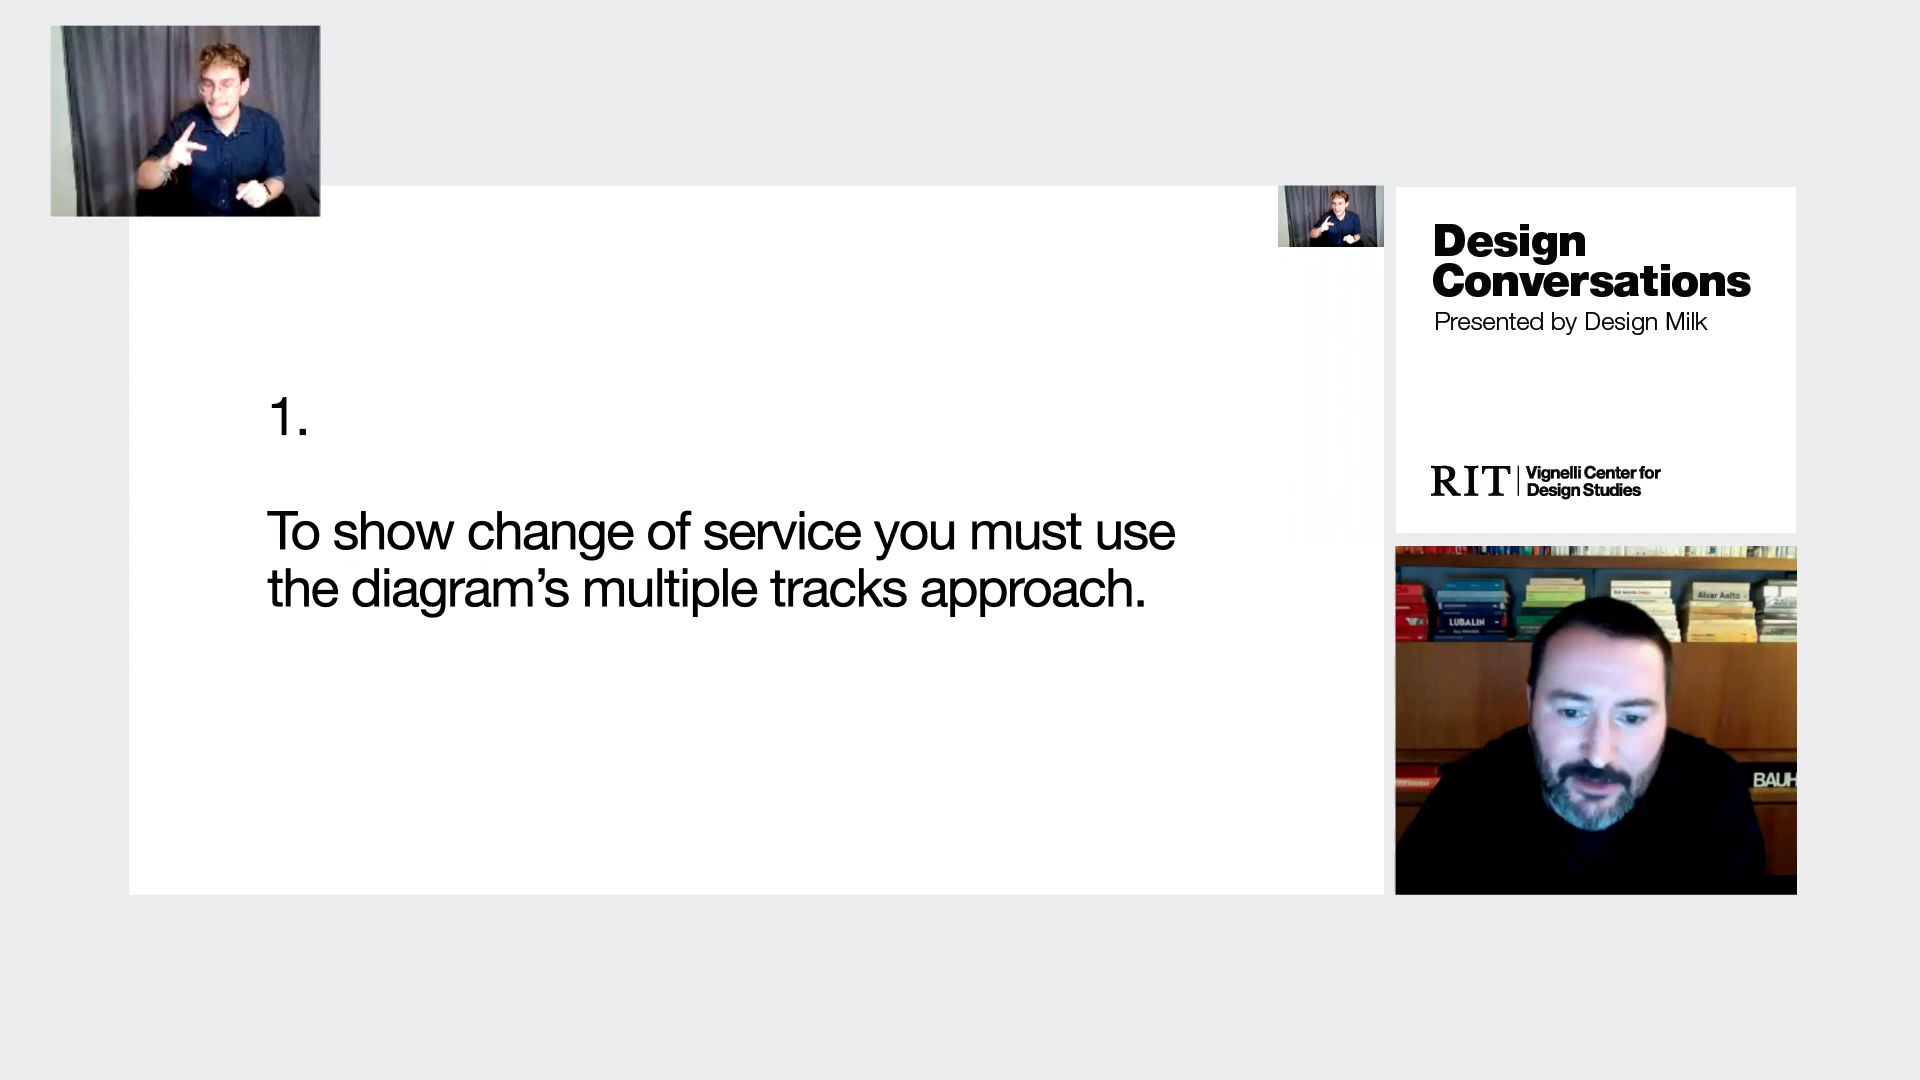 1.
To show change of service you must use
the diagram’s multiple tracks approach.
Design
Conversations
Presented by Design Milk
RIT
Vignelli Center for
Design Studies
LUBALIN
Alvar Aalto
BAUH